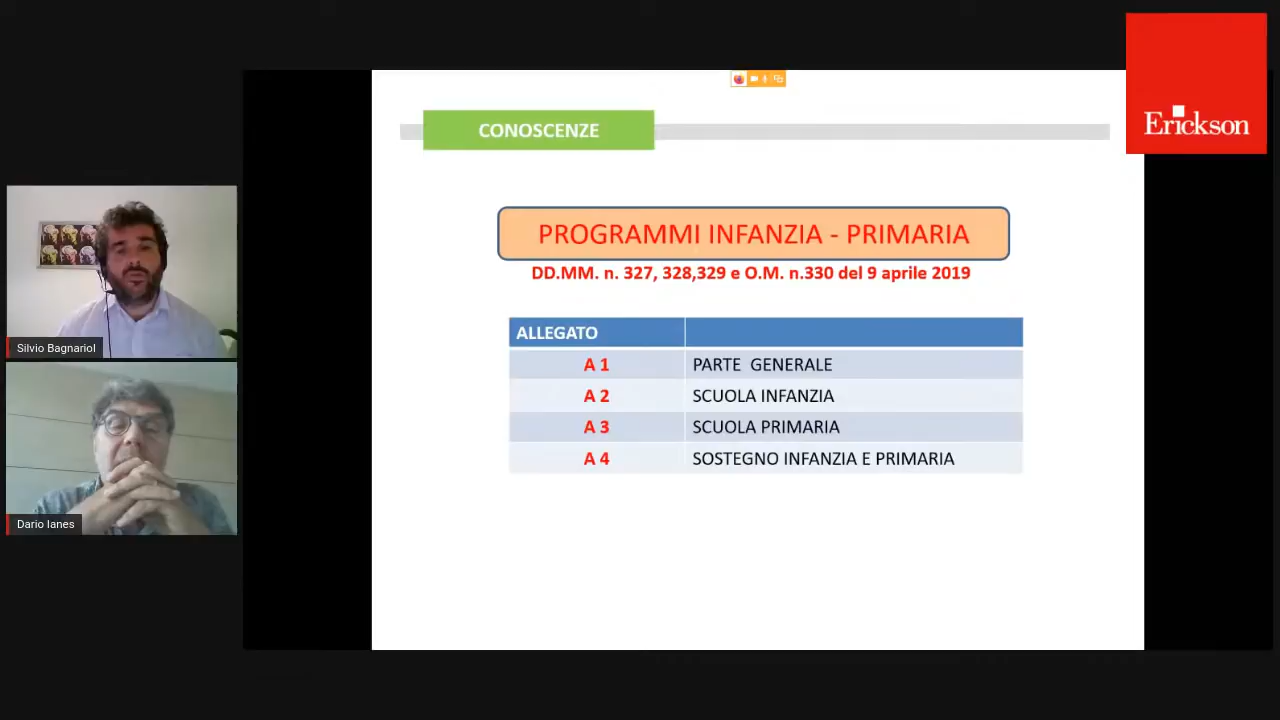 Erickson
CONOSCENZE
PROGRAMMI INFANZIA - PRIMARIA
DD.MM. n. 327, 328,329 e O.M. n.330 del 9 aprile 2019
ALLEGATO
A 1 PARTE GENERALE
A 2 SCUOLA INFANZIA
A 3 SCUOLA PRIMARIA
A 4 SOSTEGNO INFANZIA E PRIMARIA
Silvio Bagnariol
Dario Ianes